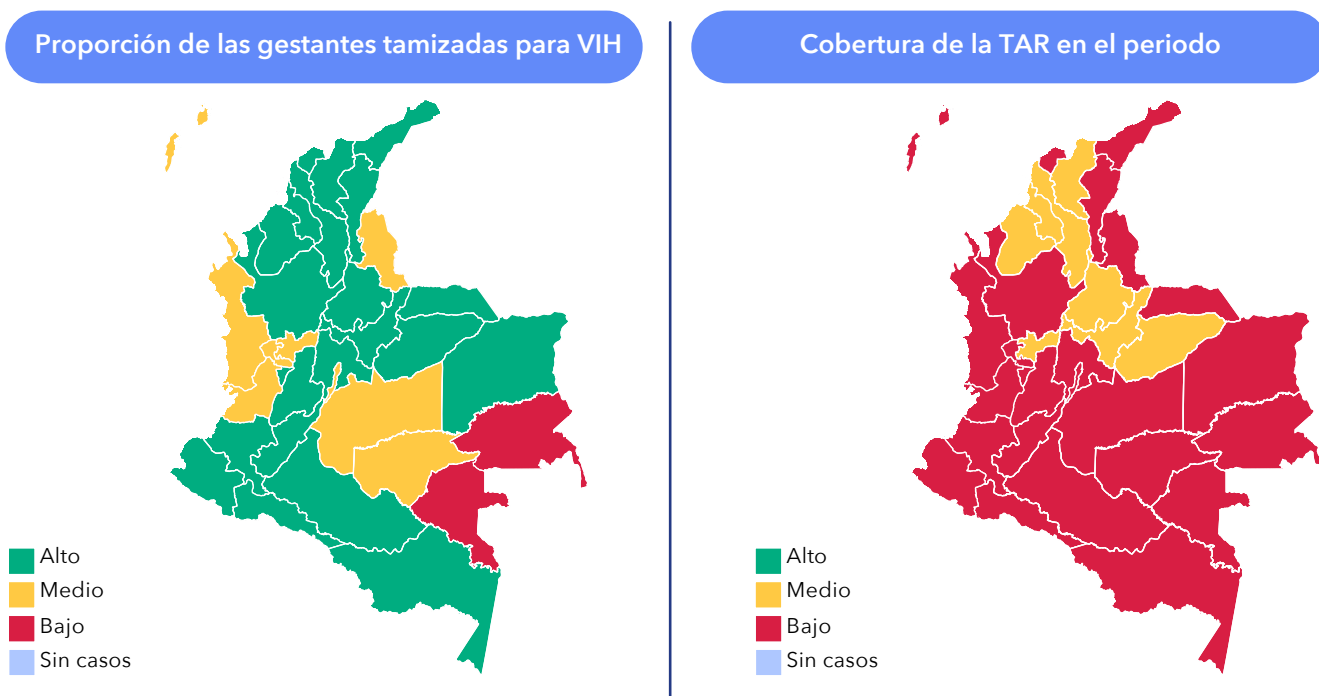 Proporción de las gestantes tamizadas para VIH
Alto
Medio
Bajo
Sin casos
Cobertura de la TAR en el periodo
Alto
Medio
Bajo
Sin casos